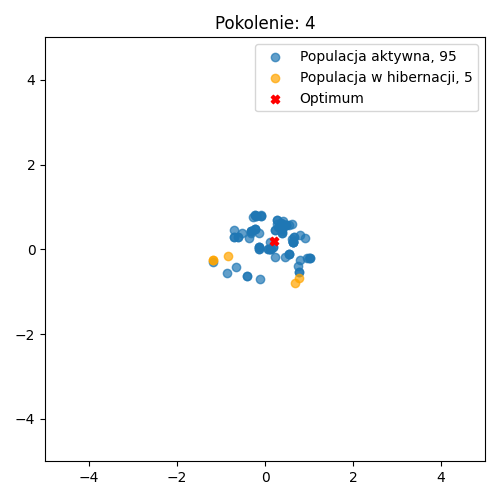 Pokolenie: 4
Populacja aktywna, 95
Populacja w hibernacji, 5
Optimum
4
2
0
−2
−4
−4 −2 0 2 4